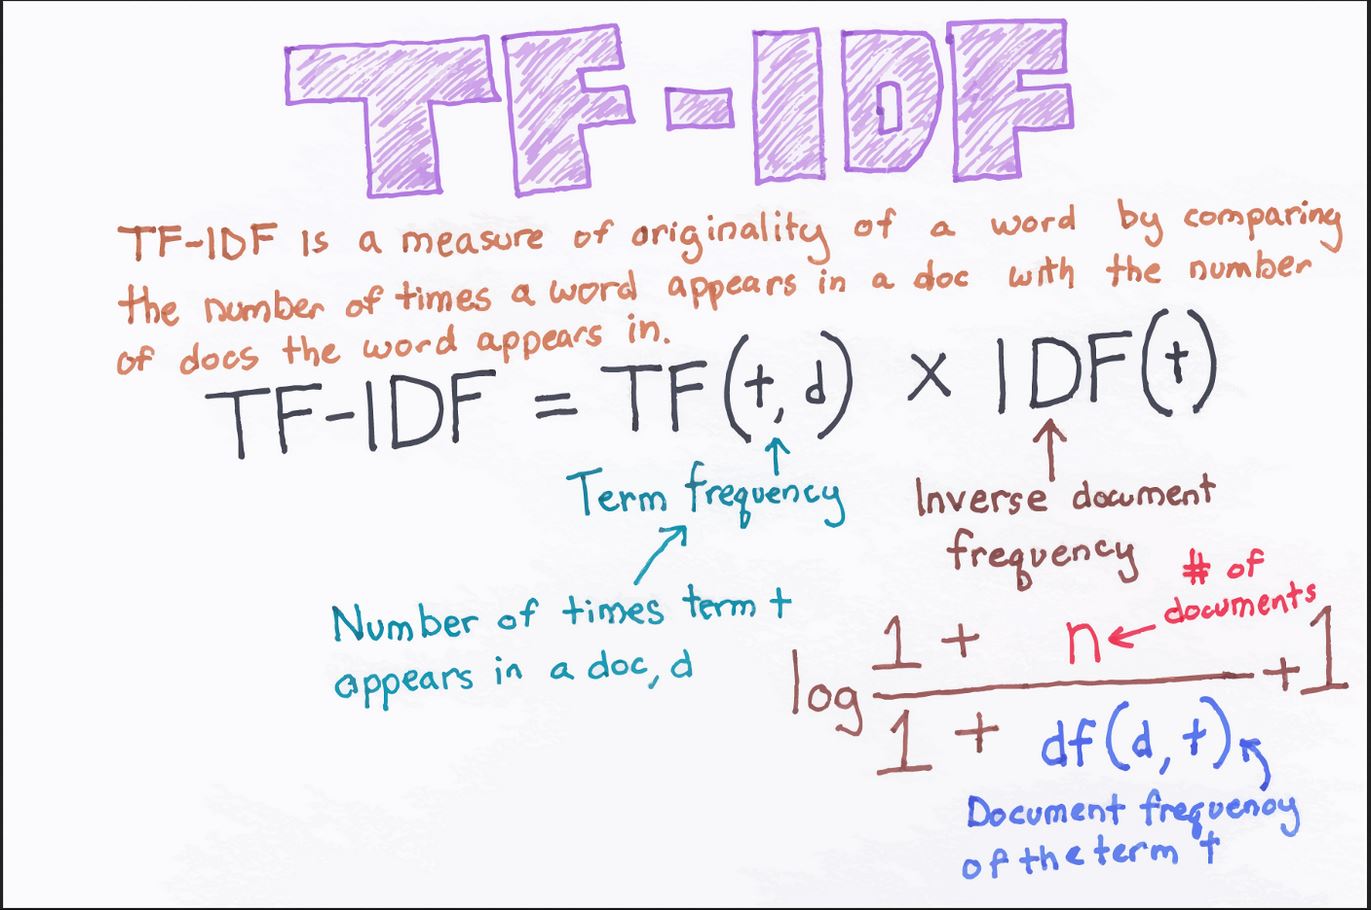 TF-IDF
TF-IDF is a measure of originality of a word by comparing
the number of times a word appears in a doc with the number
of docs the word appears in.
TF-IDF = TF(t, d) × IDF(t)
Term frequency
Inverse document
frequency
Number of times term t
appears in a doc, d
# of
documents
log 1 + n + 1
1 + df(d, t)
Document frequency
of the term t